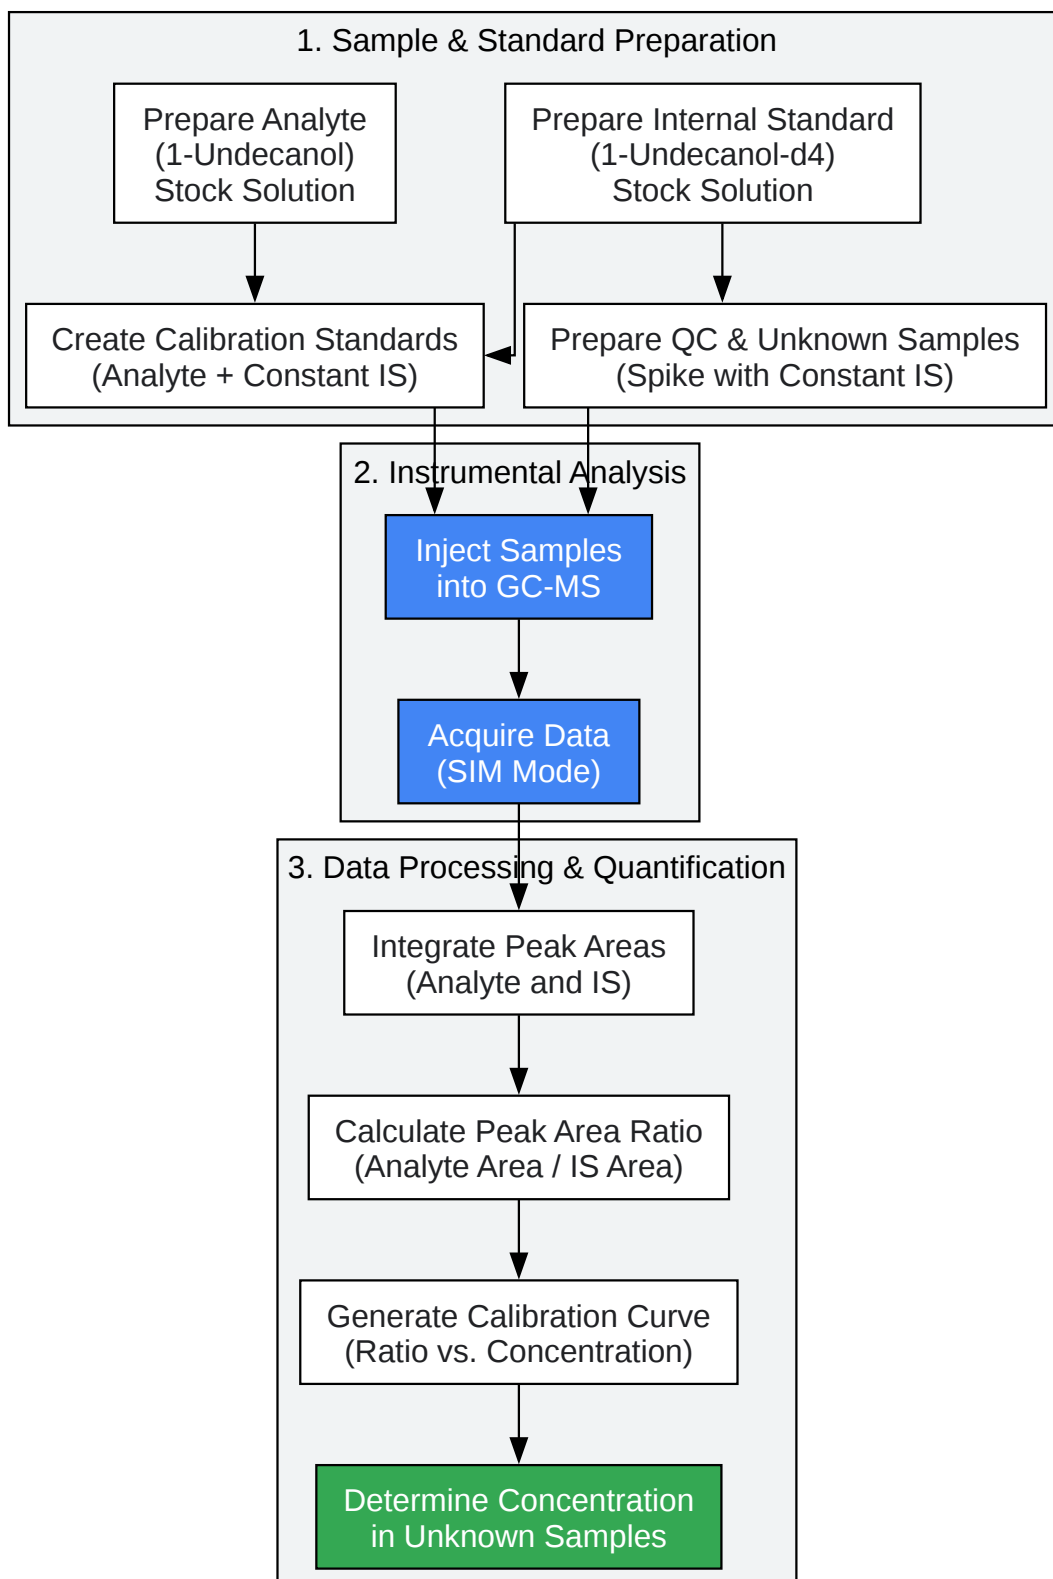 1. Sample & Standard Preparation
Prepare Analyte
(1-Undecanol)
Stock Solution
Prepare Internal Standard
(1-Undecanol-d4)
Stock Solution
Create Calibration Standards
(Analyte + Constant IS)
Prepare QC & Unknown Samples
(Spike with Constant IS)
2. Instrumental Analysis
Inject Samples
into GC-MS
Acquire Data
(SIM Mode)
3. Data Processing & Quantification
Integrate Peak Areas
(Analyte and IS)
Calculate Peak Area Ratio
(Analyte Area / IS Area)
Generate Calibration Curve
(Ratio vs. Concentration)
Determine Concentration
in Unknown Samples